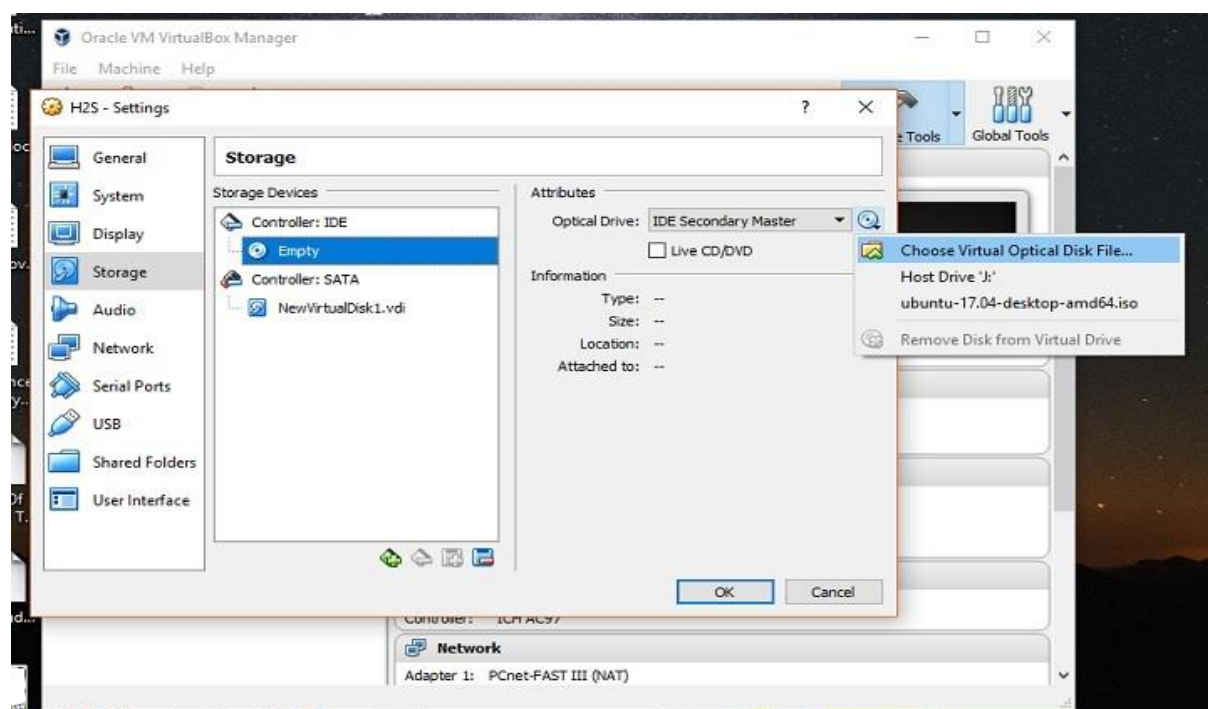 Oracle VM VirtualBox Manager
File Machine Help
H2S - Settings
? 
Tools
Global Tools
General
System
Display
Storage
Audio
Network
Serial Ports
USB
Shared Folders
User Interface
Storage
Storage Devices
Controller: IDE
Empty
Controller: SATA
NewVirtualDisk1.vdi
Attributes
Optical Drive: IDE Secondary Master
Live CD/DVD
Information
Type: --
Size: --
Location: --
Attached to: --
Choose Virtual Optical Disk File...
Host Drive 'J:'
ubuntu-17.04-desktop-amd64.iso
Remove Disk from Virtual Drive
OK Cancel
Controller: ICH AC97
Network
Adapter 1: PCnet-FAST III (NAT)